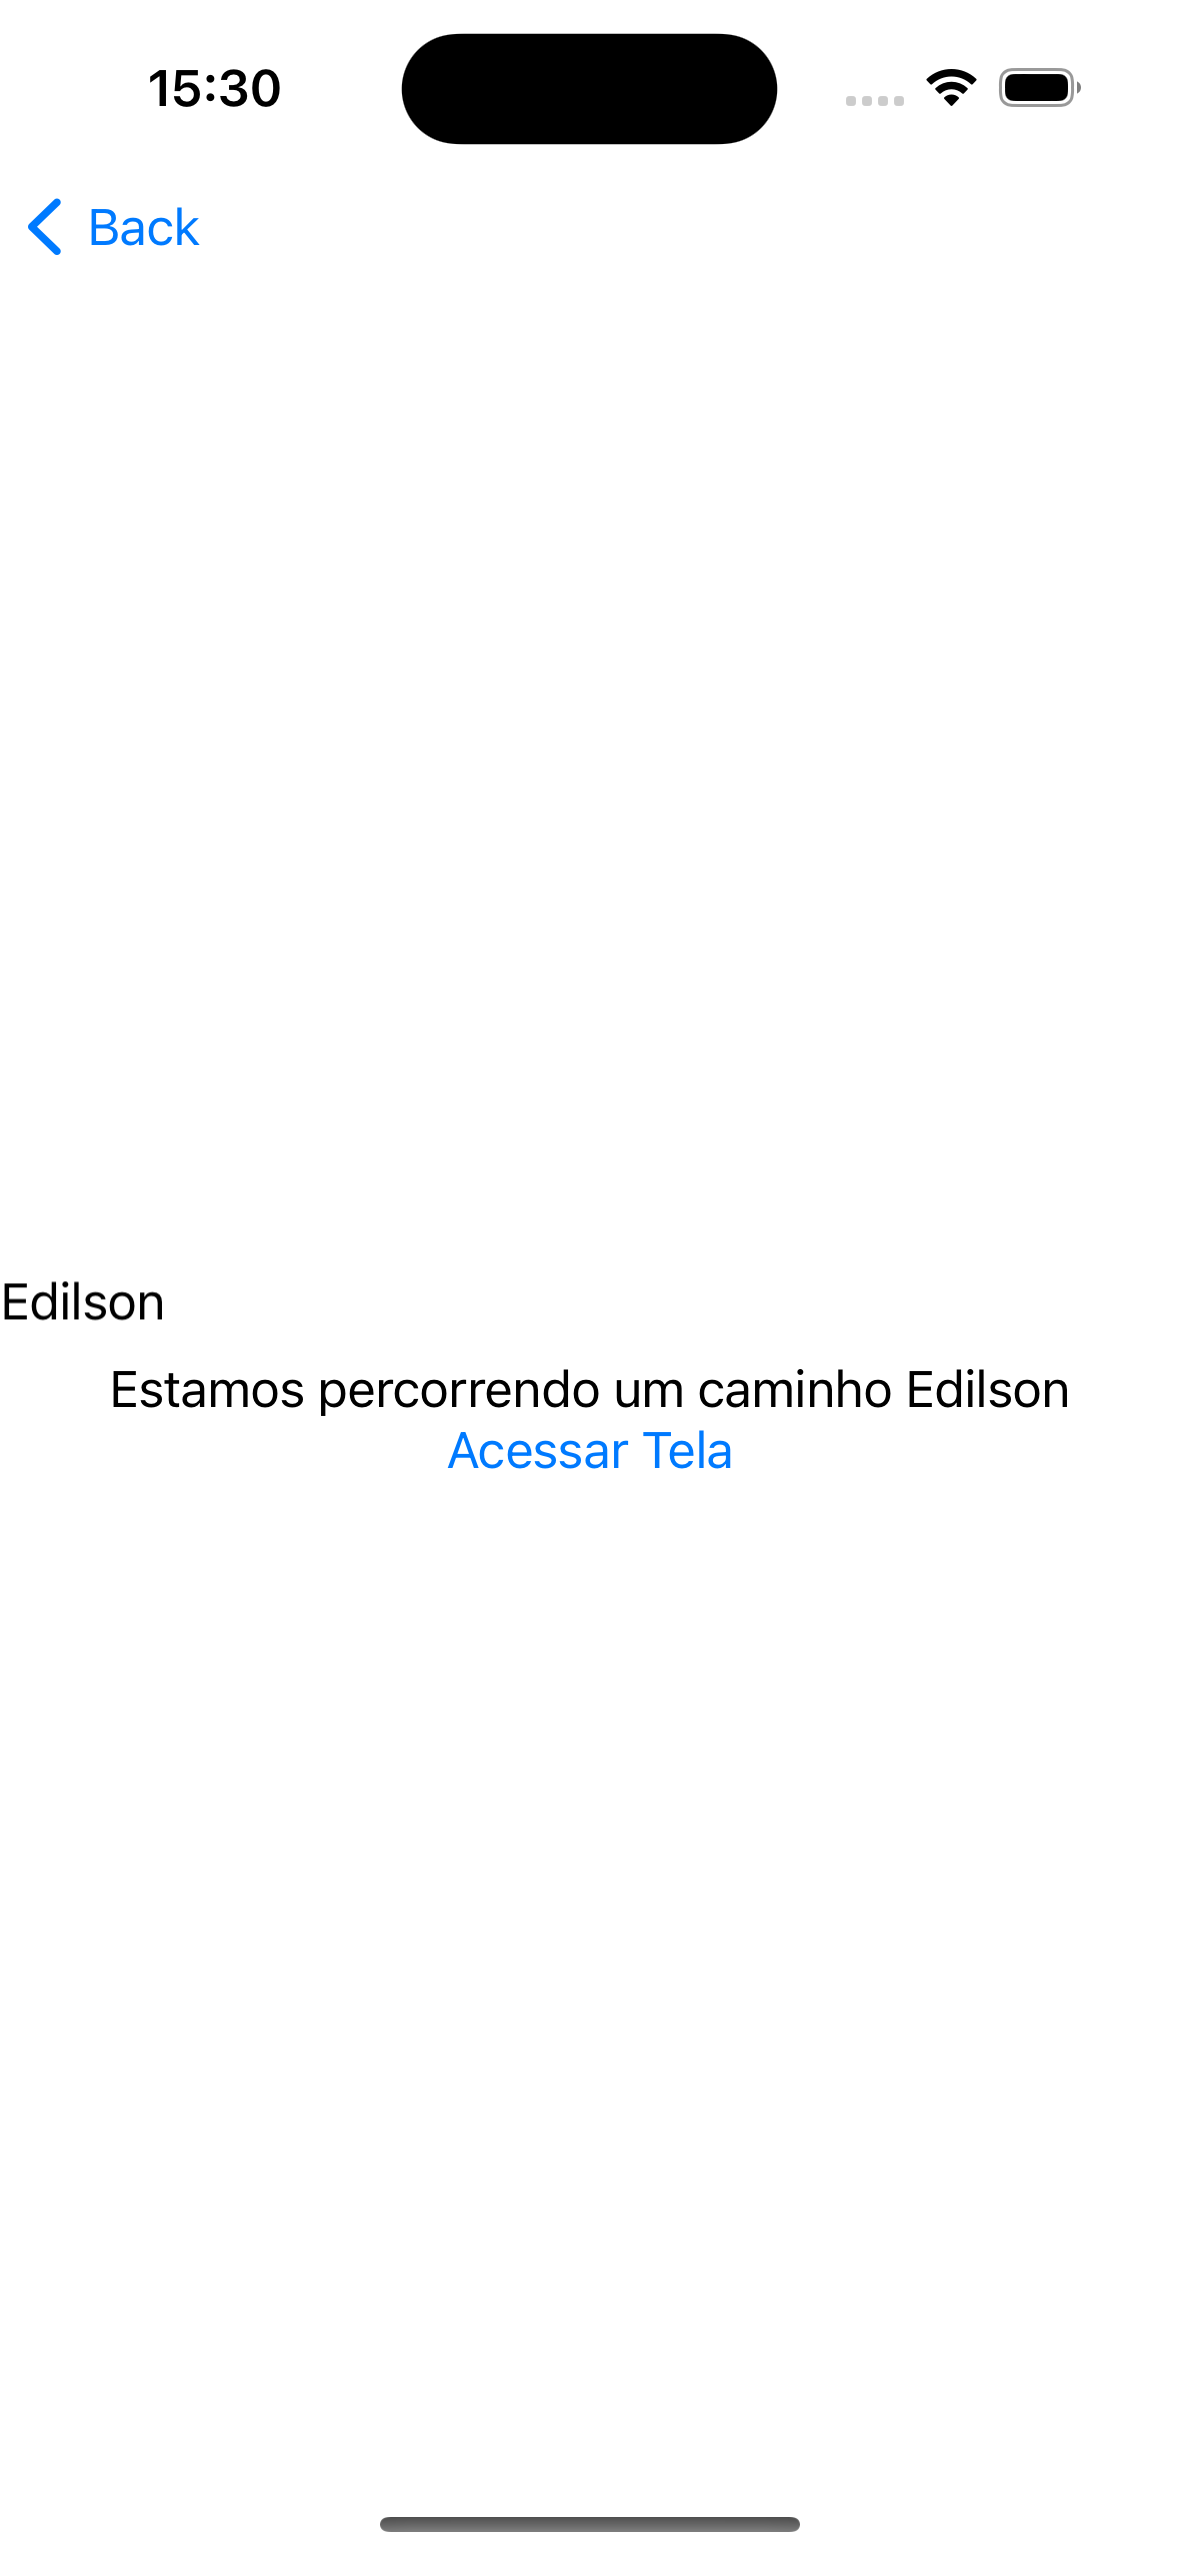 15:30
Back
Edilson
Estamos percorrendo um caminho Edilson
Acessar Tela